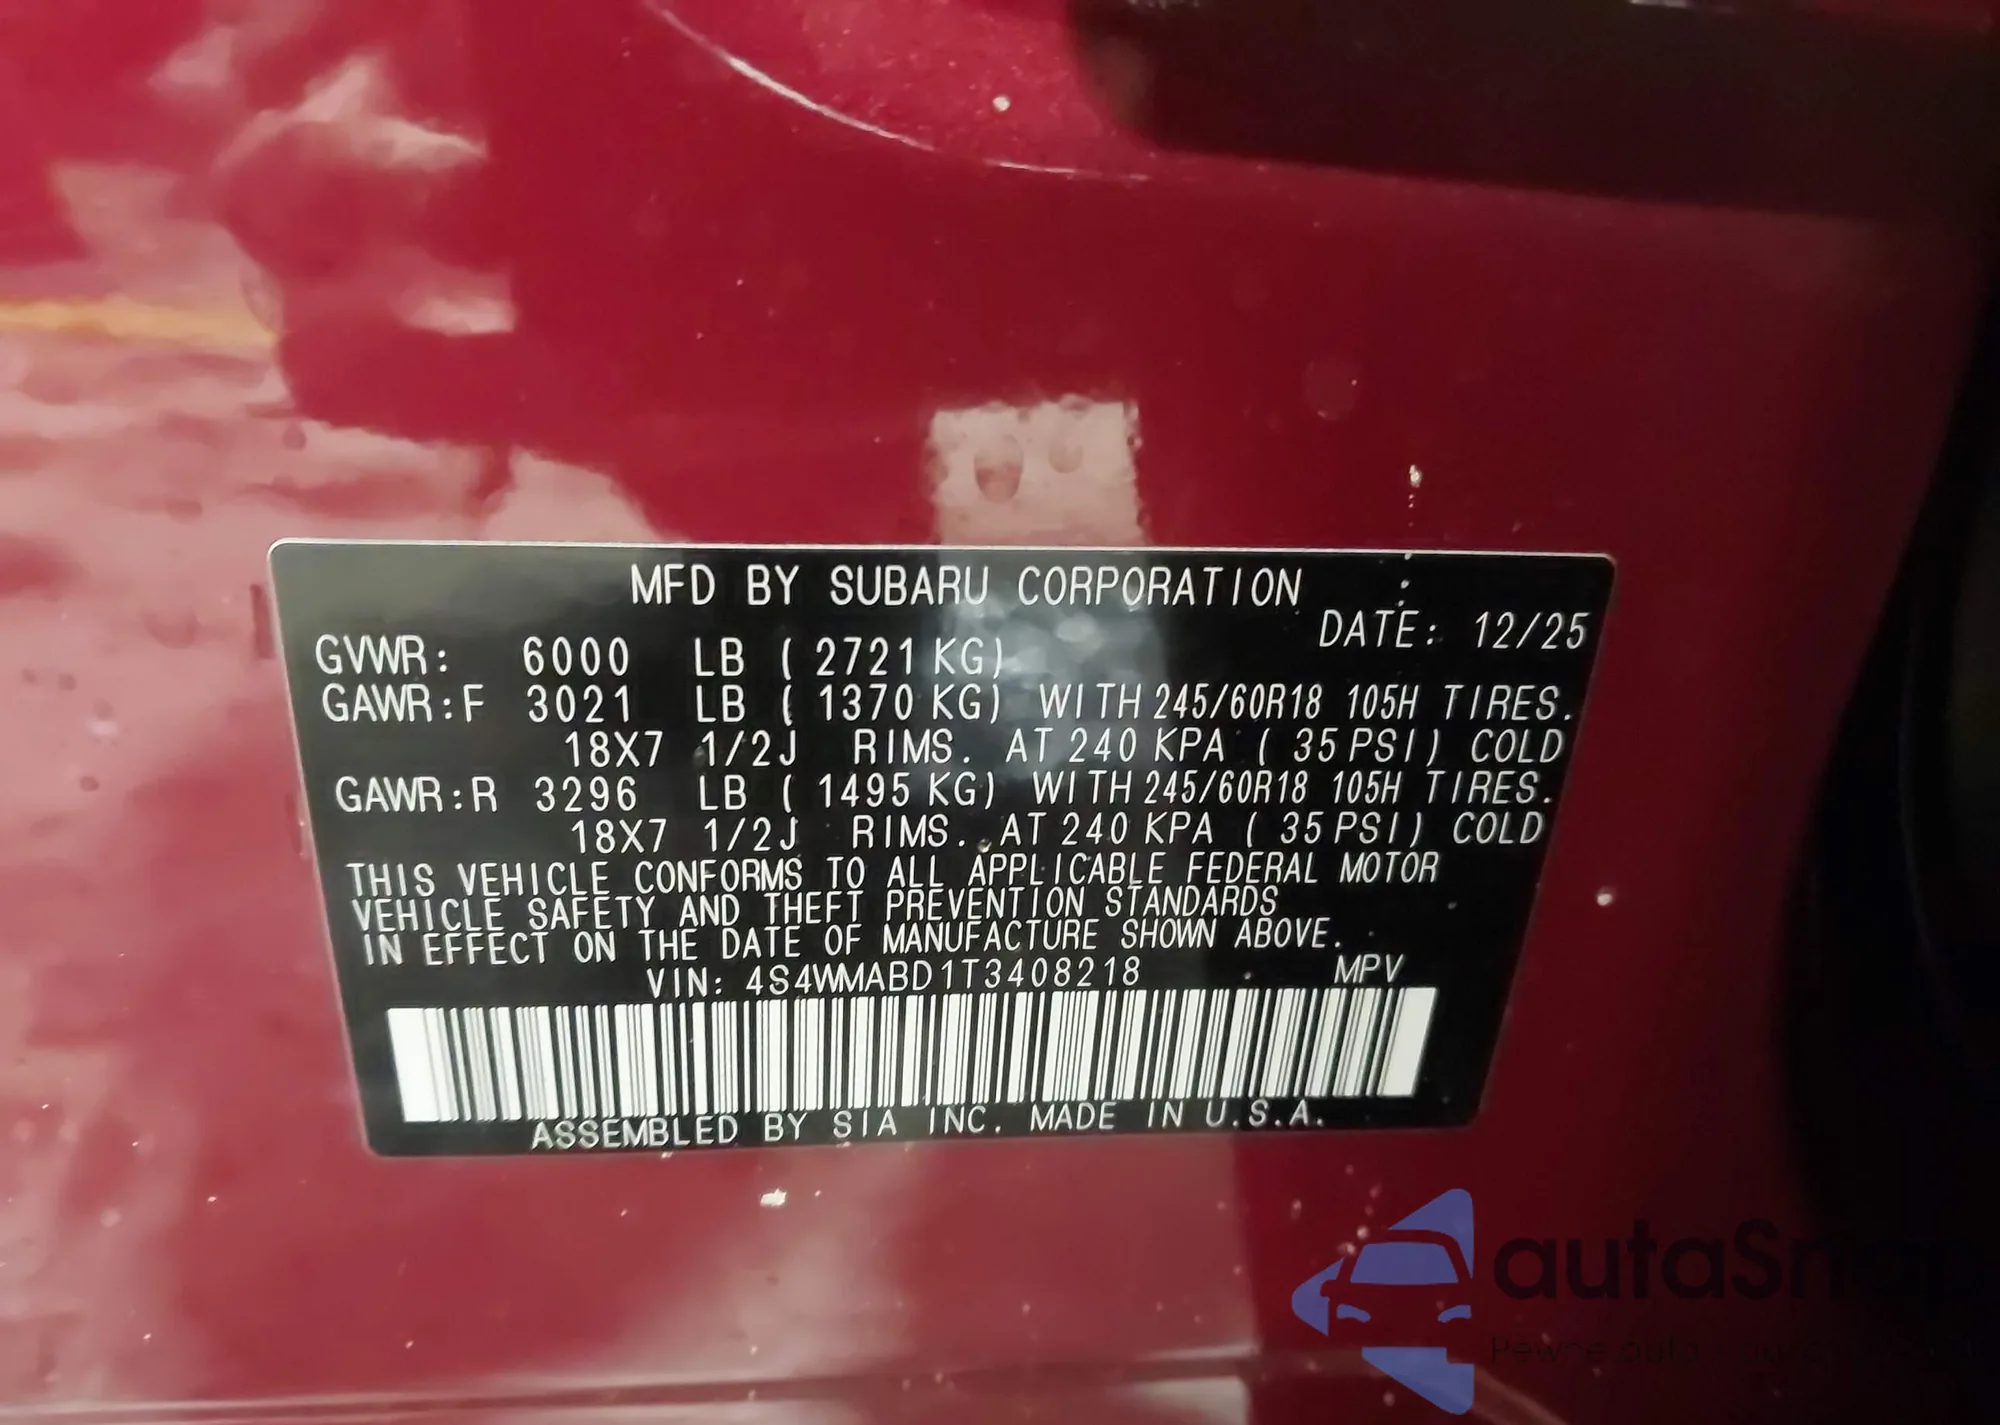 MFD BY SUBARU CORPORATION
DATE: 12/25
GVWR: 6000 LB ( 2721 KG)
GAWR:F 3021 LB ( 1370 KG) WITH 245/60R18 105H TIRES.
18X7 1/2J RIMS. AT 240 KPA ( 35 PSI) COLD
GAWR:R 3296 LB ( 1495 KG) WITH 245/60R18 105H TIRES.
18X7 1/2J RIMS. AT 240 KPA ( 35 PSI) COLD
THIS VEHICLE CONFORMS TO ALL APPLICABLE FEDERAL MOTOR
VEHICLE SAFETY AND THEFT PREVENTION STANDARDS
IN EFFECT ON THE DATE OF MANUFACTURE SHOWN ABOVE.
VIN: 4S4WMABD1T3408218 MPV
ASSEMBLED BY SIA INC. MADE IN U.S.A.
autaSnap
Pewne auta